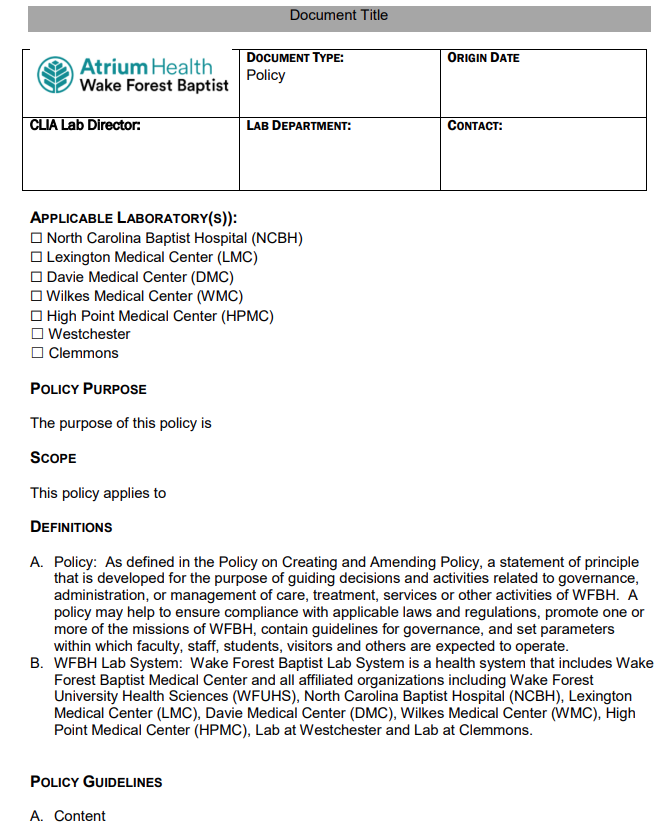 Document Title
Atrium Health
Wake Forest Baptist
DOCUMENT TYPE:
Policy
ORIGIN DATE
CLIA Lab Director:
LAB DEPARTMENT:
CONTACT:
APPLICABLE LABORATORY(S)):
☐ North Carolina Baptist Hospital (NCBH)
☐ Lexington Medical Center (LMC)
☐ Davie Medical Center (DMC)
☐ Wilkes Medical Center (WMC)
☐ High Point Medical Center (HPMC)
☐ Westchester
☐ Clemmons
POLICY PURPOSE
The purpose of this policy is
SCOPE
This policy applies to
DEFINITIONS
A. Policy: As defined in the Policy on Creating and Amending Policy, a statement of principle
that is developed for the purpose of guiding decisions and activities related to governance,
administration, or management of care, treatment, services or other activities of WFBH. A
policy may help to ensure compliance with applicable laws and regulations, promote one or
more of the missions of WFBH, contain guidelines for governance, and set parameters
within which faculty, staff, students, visitors and others are expected to operate.
B. WFBH Lab System: Wake Forest Baptist Lab System is a health system that includes Wake
Forest Baptist Medical Center and all affiliated organizations including Wake Forest
University Health Sciences (WFUHS), North Carolina Baptist Hospital (NCBH), Lexington
Medical Center (LMC), Davie Medical Center (DMC), Wilkes Medical Center (WMC), High
Point Medical Center (HPMC), Lab at Westchester and Lab at Clemmons.
POLICY GUIDELINES
A. Content